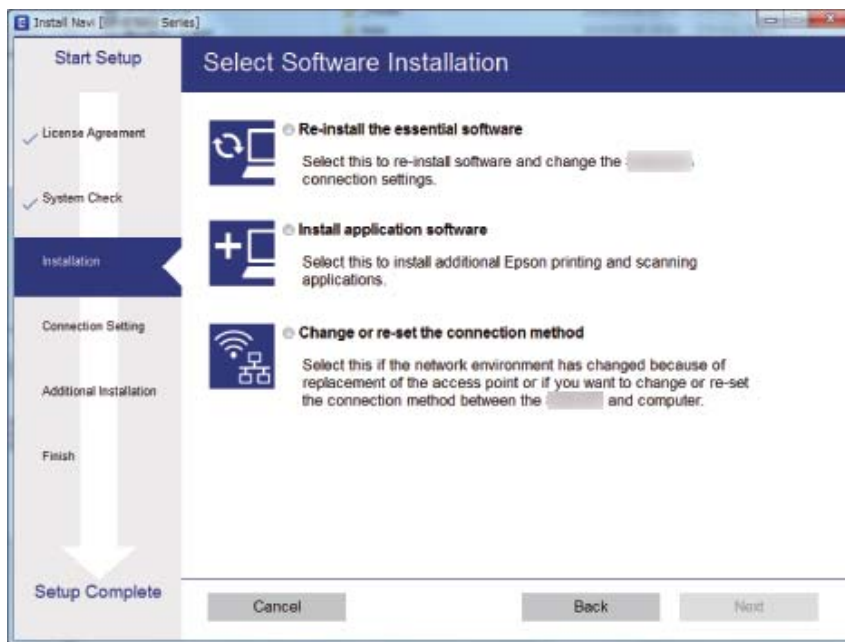 Install Navi [ Series]
Start Setup
Select Software Installation
License Agreement
System Check
Installation
Connection Setting
Additional Installation
Finish
Setup Complete
Re-install the essential software
Select this to re-install software and change the
connection settings.
Install application software
Select this to install additional Epson printing and scanning
applications.
Change or re-set the connection method
Select this if the network environment has changed because of
replacement of the access point or if you want to change or re-set
the connection method between the and computer.
Cancel
Back
Next